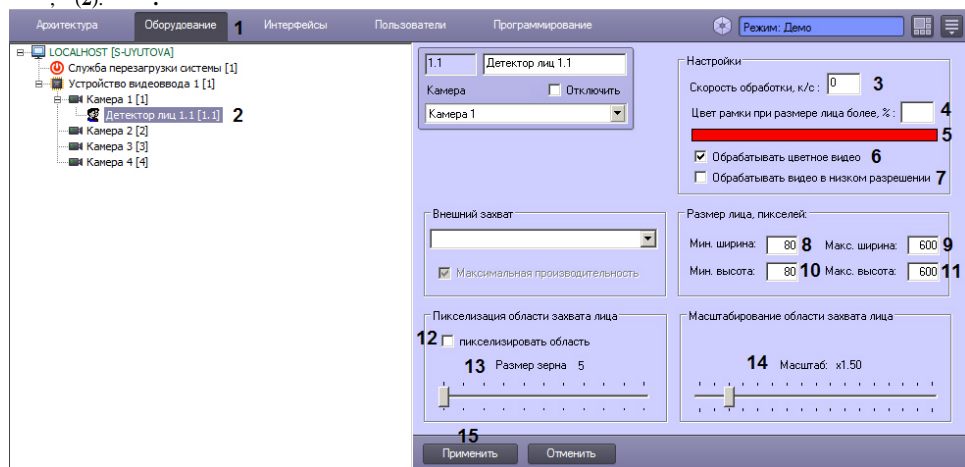 , (2).
Архитектура Оборудование 1 Интерфейсы Пользователи Программирование Режим: Демо
LOCALHOST [S-UYUTOVA]
Служба перезагрузки системы [1]
Устройство видеоввода 1 [1]
Камера 1 [1]
Детектор лиц 1.1 [1.1] 2
Камера 2 [2]
Камера 3 [3]
Камера 4 [4]
1.1 Детектор лиц 1.1
Камера Отключить
Камера 1
Настройки
Скорость обработки, к/с : 0 3
Цвет рамки при размере лица более, % : 4
5
Обрабатывать цветное видео 6
Обрабатывать видео в низком разрешении 7
Внешний захват
Максимальная производительность
Размер лица, пикселей:
Мин. ширина: 80 8 Макс. ширина: 600 9
Мин. высота: 80 10 Макс. высота: 600 11
Пикселизация области захвата лица
12 пикселизировать область
13 Размер зерна 5
Масштабирование области захвата лица
14 Масштаб: x1.50
15
Применить Отменить